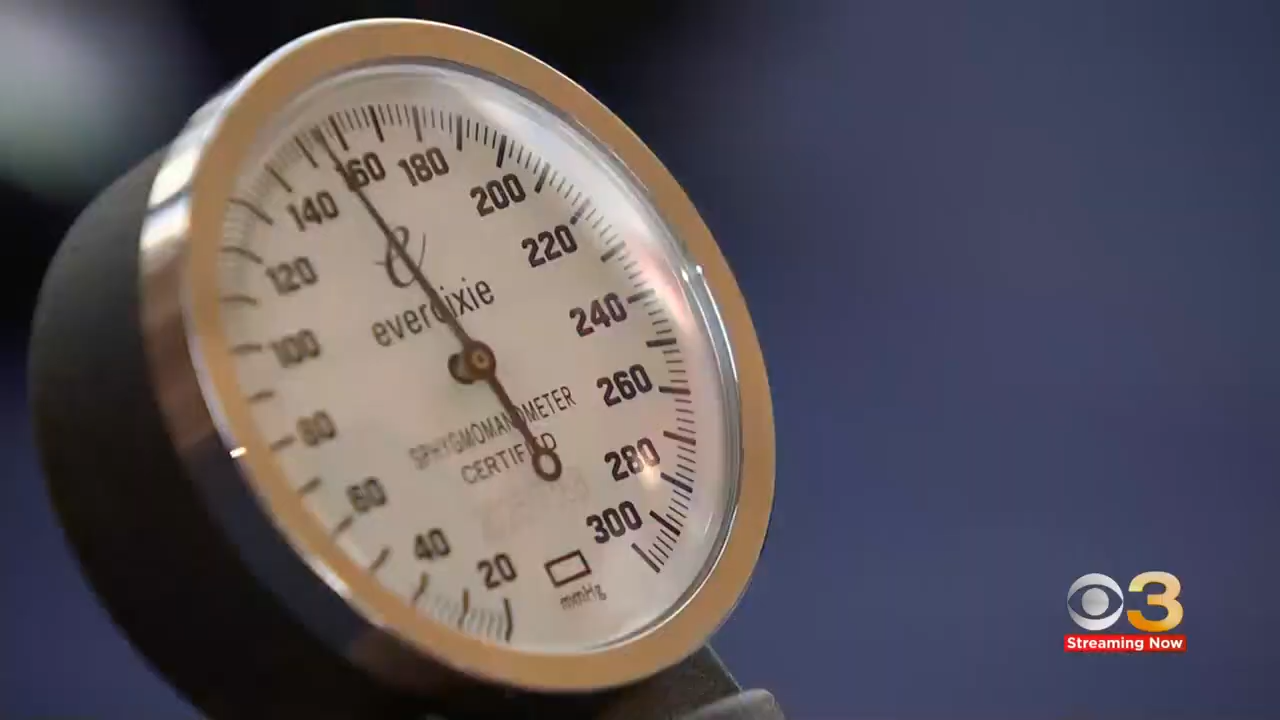 160 180
140 200
120 220
everdixie
100 240
260
80 SPHYGMOMANOMETER
CERTIFIED 280
60 300
40 20
mmHg
3
Streaming Now